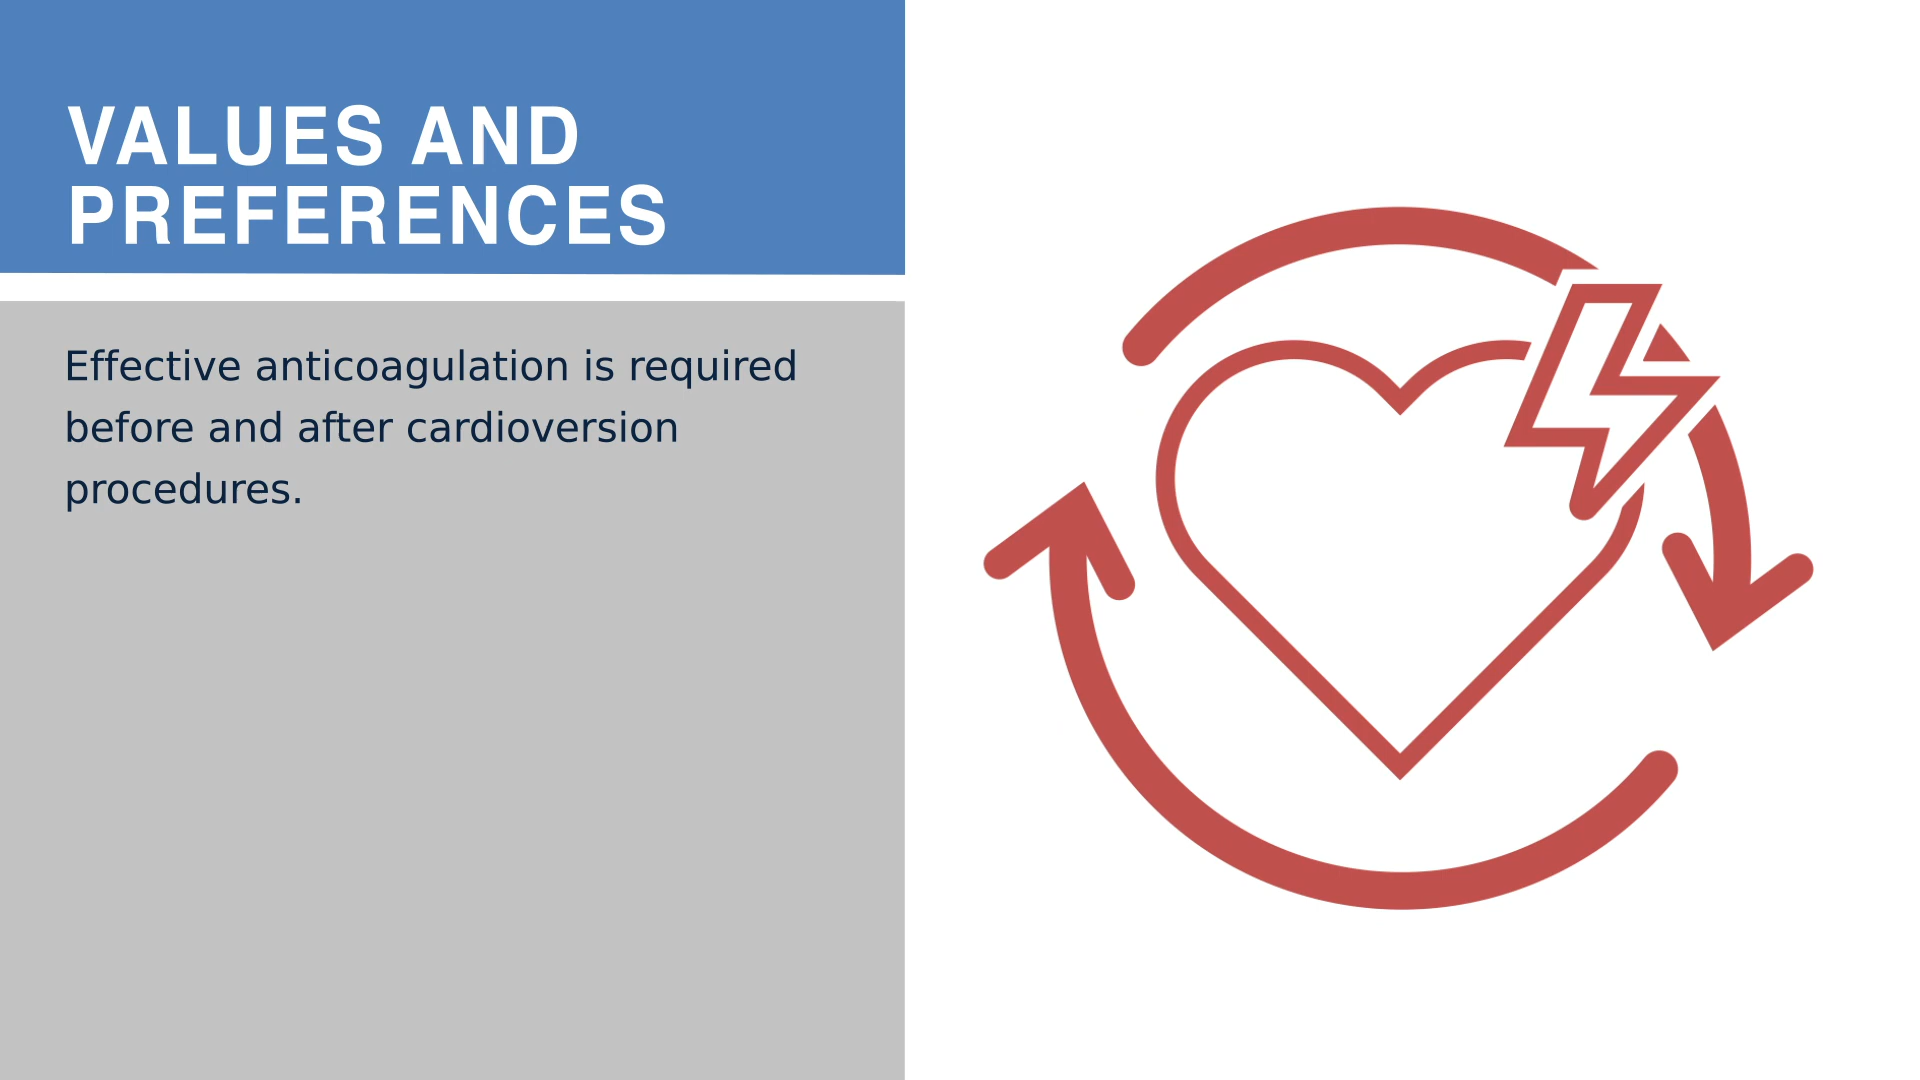 VALUES AND
PREFERENCES
Effective anticoagulation is required
before and after cardioversion
procedures.